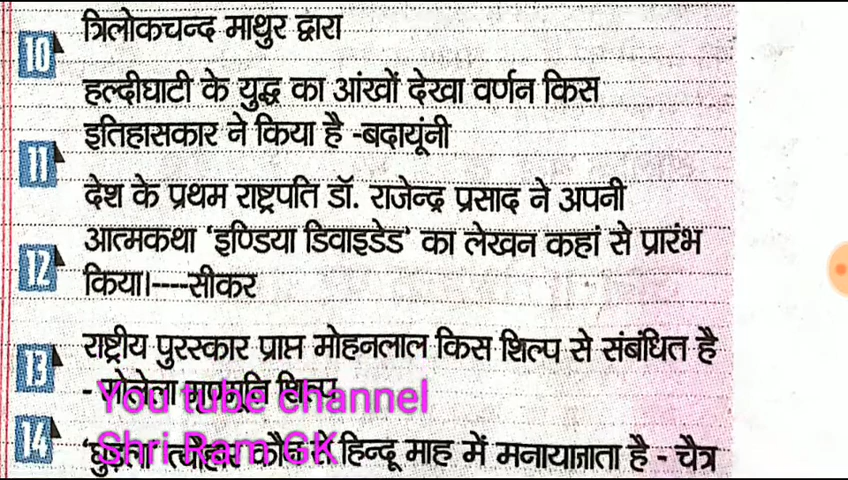 त्रिलोकचन्द माथुर द्वारा
10
हल्दीघाटी के युद्ध का आंखों देखा वर्णन किस
इतिहासकार ने किया है -बदायूंनी
11
देश के प्रथम राष्ट्रपति डॉ. राजेन्द्र प्रसाद ने अपनी
आत्मकथा 'इण्डिया डिवाइडेड' का लेखन कहां से प्रारंभ
12
किया।----सीकर
राष्ट्रीय पुरस्कार प्राप्त मोहनलाल किस शिल्प से संबंधित है
13
- शिल्प
You tube channel
14
'घुड़ला' त्योहार हिन्दू माह में मनायाजाता है - चैत्र
Shri Ram GK